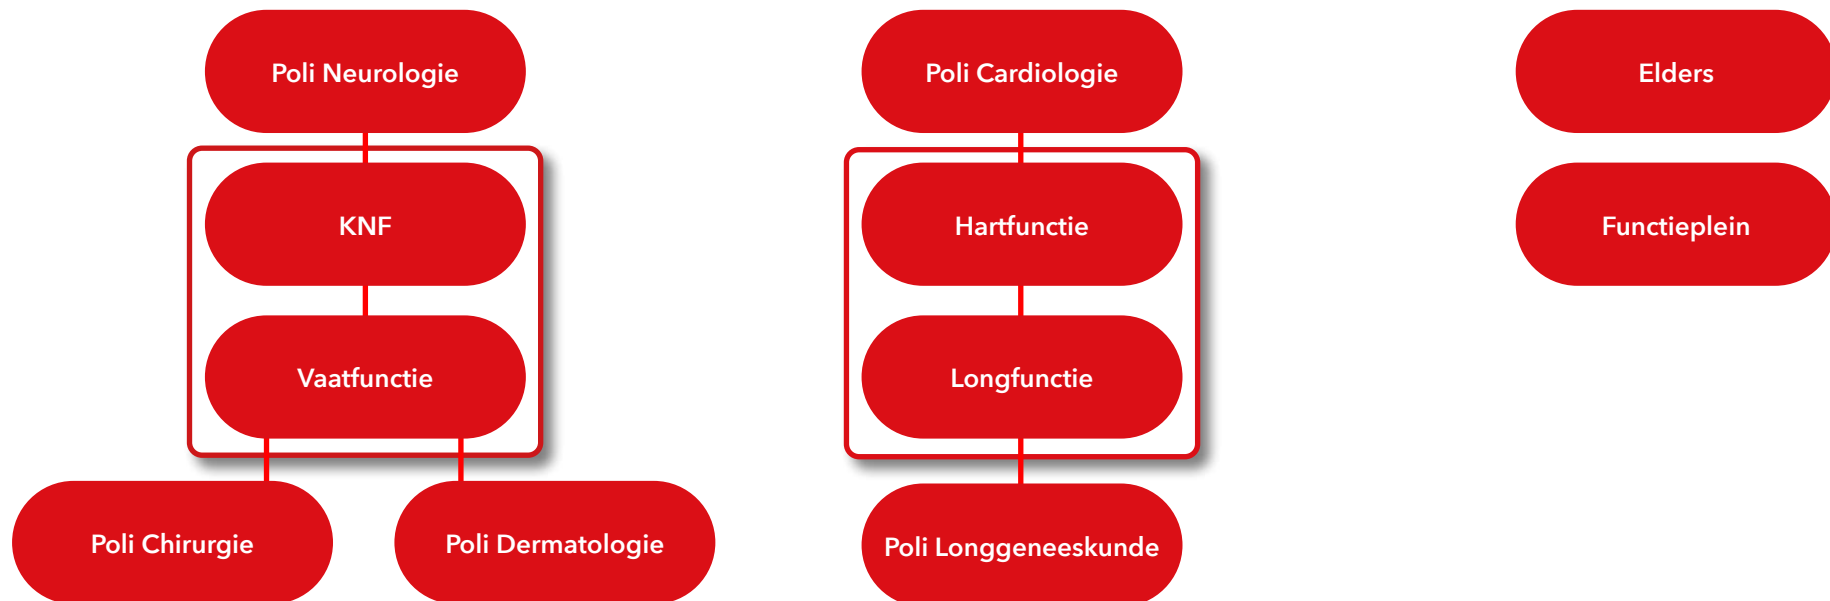 Poli Neurologie
Poli Cardiologie
Elders
KNF
Hartfunctie
Functieplein
Vaatfunctie
Longfunctie
Poli Chirurgie
Poli Dermatologie
Poli Longgeneeskunde